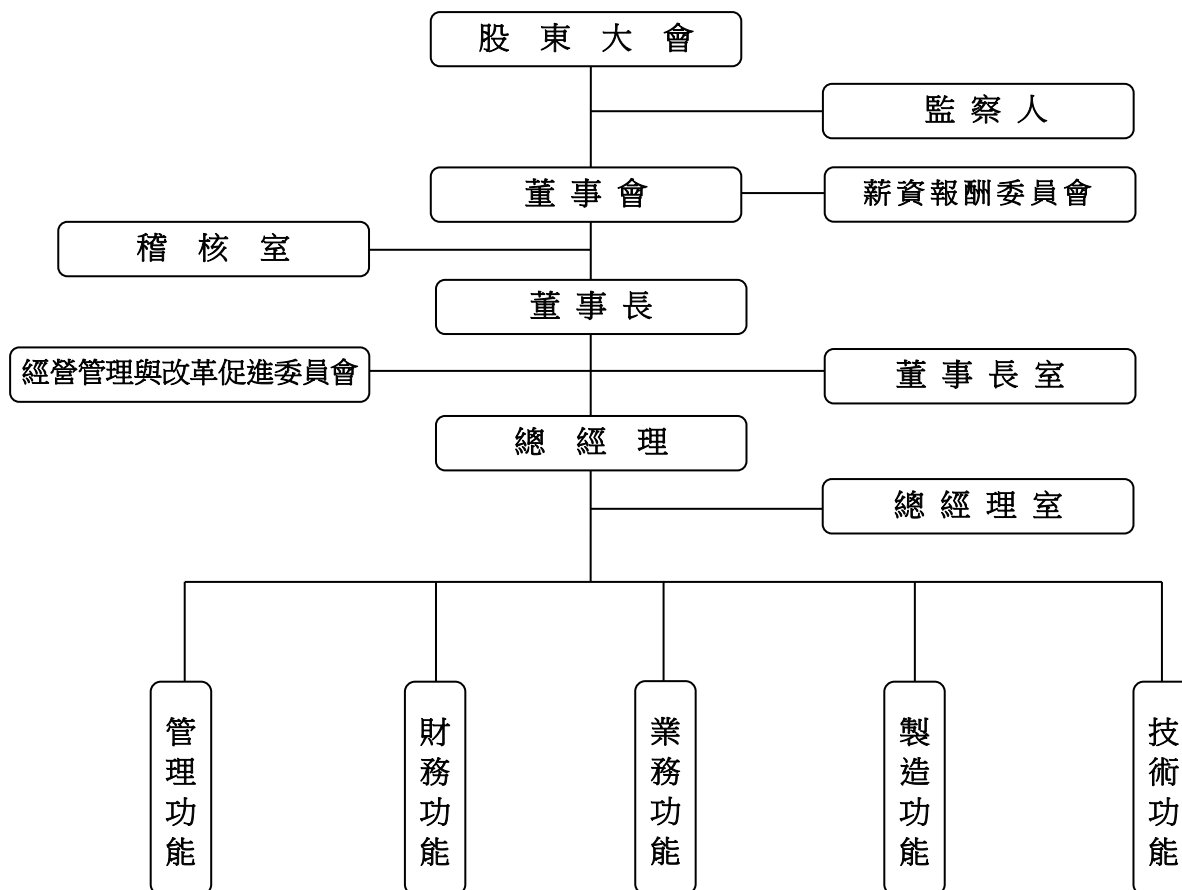 股東大會
監察人
董事會
薪資報酬委員會
稽核室
董事長
經營管理與改革促進委員會
董事長室
總經理
總經理室
管理功能
財務功能
業務功能
製造功能
技術功能